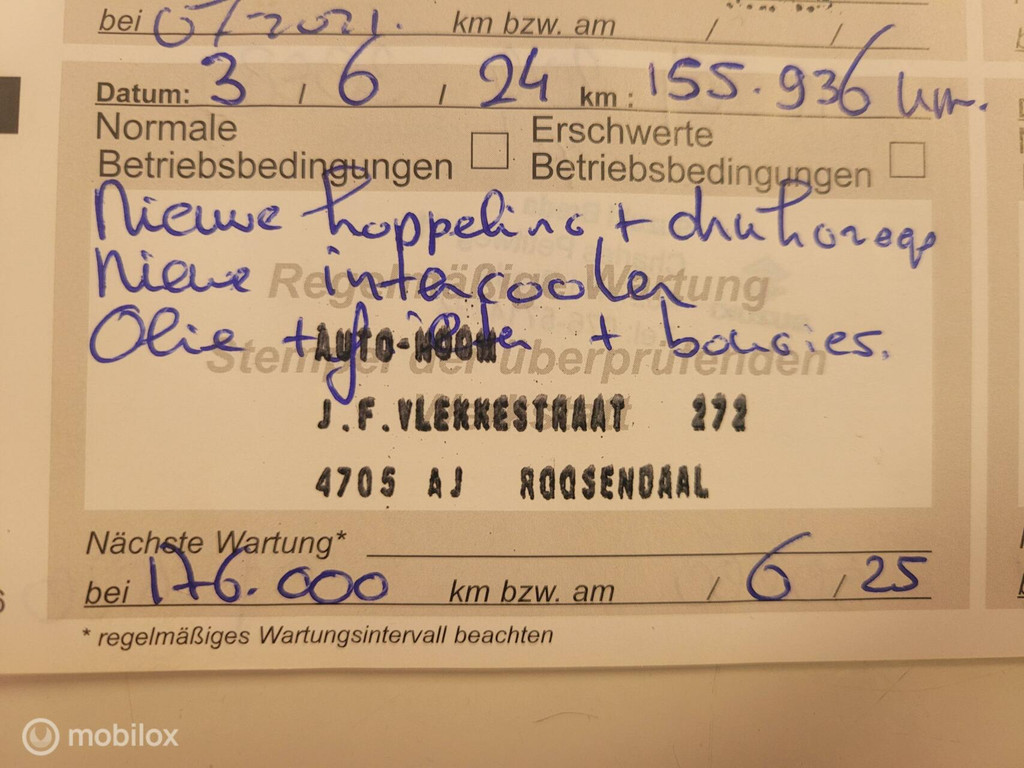 bei 07/2021. km bzw. am / /
Datum: 3 / 6 / 24 km : 155.936 km.
Normale Betriebsbedingungen
Erschwerte Betriebsbedingungen
Nieuwe koppeling + drukgroep
Nieuwe intercooler
Olie + filter + bougies.
Regelmäßige Wartung
Stempel der überprüfenden
AUTO-NOOM
J.F.VLEKKESTRAAT 272
4705 AJ ROOSENDAAL
Nächste Wartung*
bei 176.000 km bzw. am / 6 / 25
* regelmäßiges Wartungsintervall beachten
mobilox